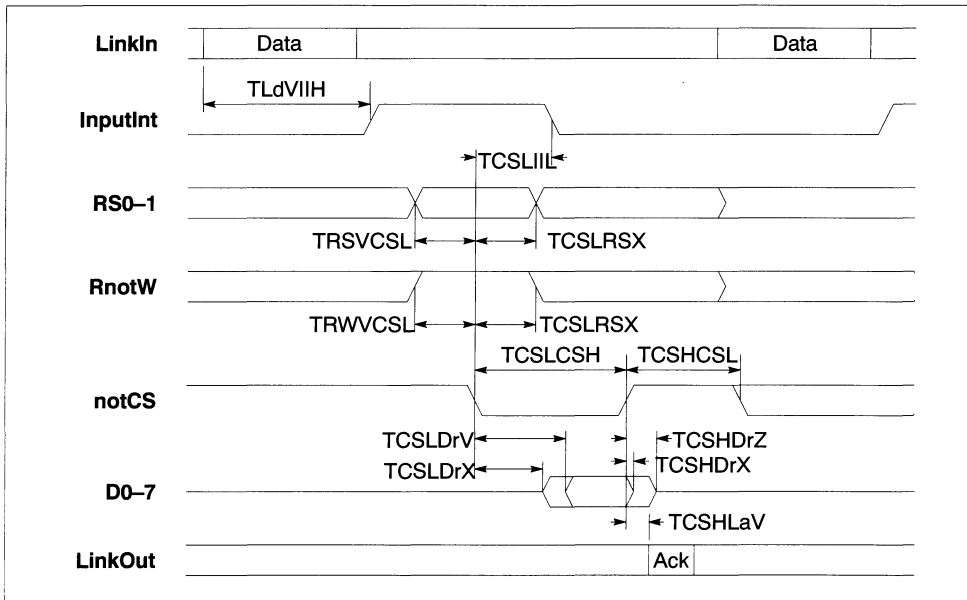 LinkIn Data Data
TLdVIIH
InputInt
TCSLIIL
RS0–1
TRSVCSL TCSLRSX
RnotW
TRWVCSL TCSLRSX
TCSLCSH TCSHCSL
notCS
TCSLDrV TCSHDrZ
TCSLDrX TCSHDrX
D0–7
TCSHLaV
LinkOut Ack